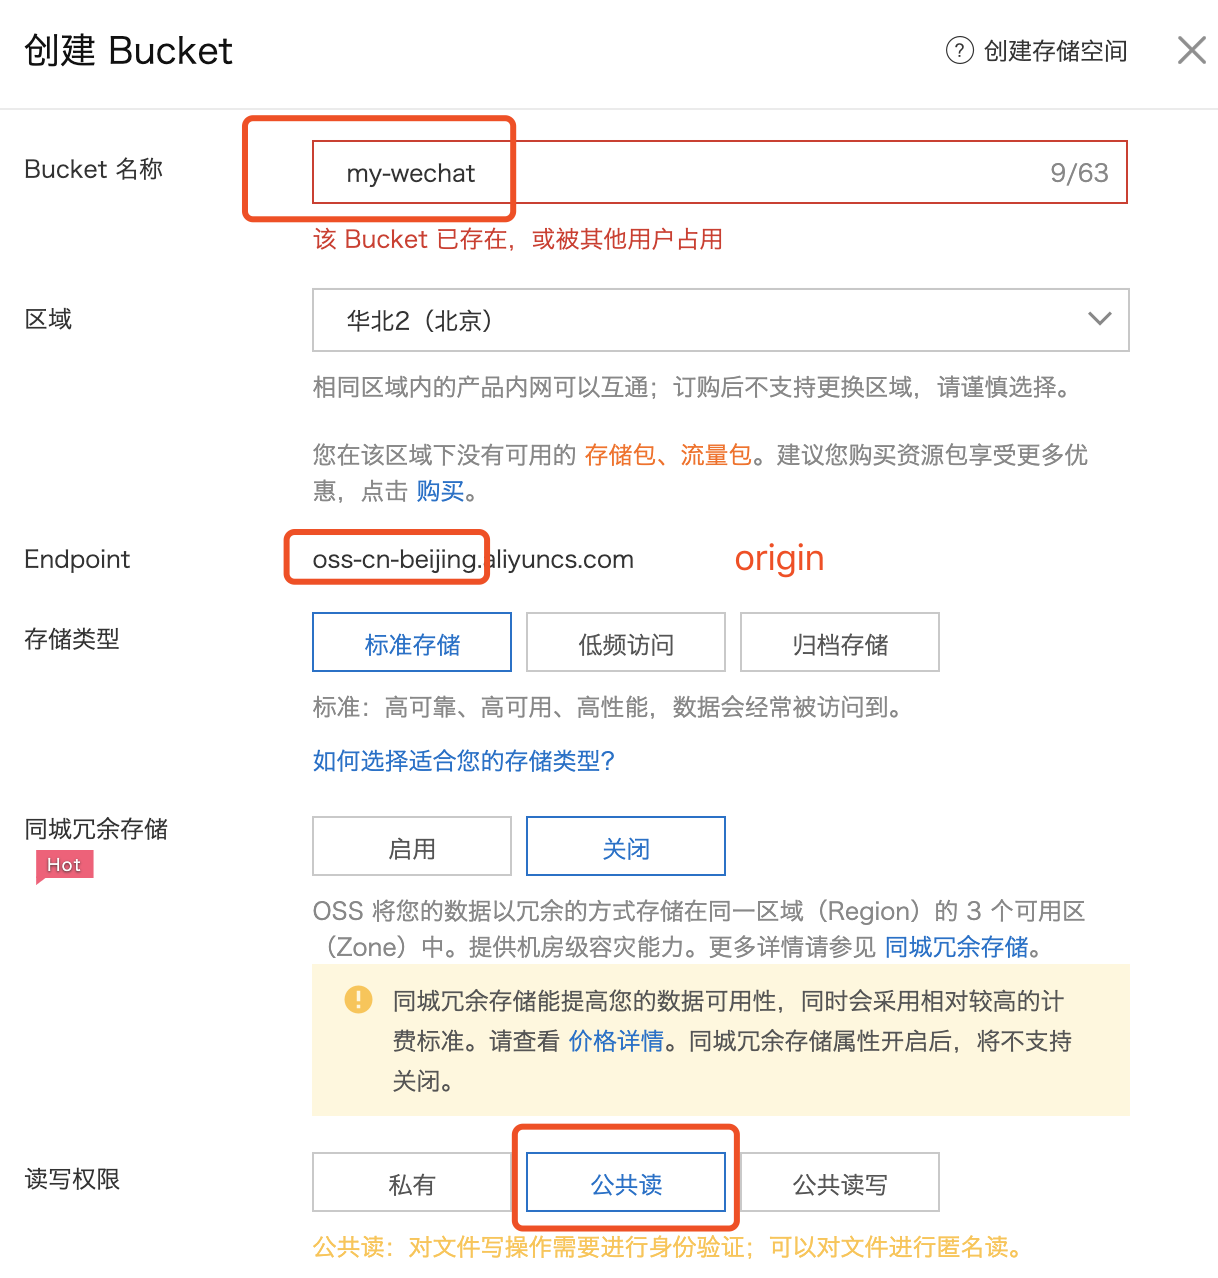 创建 Bucket
? 创建存储空间
Bucket 名称
my-wechat
9/63
该 Bucket 已存在，或被其他用户占用
区域
华北2（北京）
相同区域内的产品内网可以互通；订购后不支持更换区域，请谨慎选择。
您在该区域下没有可用的 存储包、流量包。建议您购买资源包享受更多优
惠，点击 购买。
Endpoint
oss-cn-beijing.aliyuncs.com
origin
存储类型
标准存储
低频访问
归档存储
标准：高可靠、高可用、高性能，数据会经常被访问到。
如何选择适合您的存储类型?
同城冗余存储
Hot
启用
关闭
OSS 将您的数据以冗余的方式存储在同一区域（Region）的 3 个可用区
（Zone）中。提供机房级容灾能力。更多详情请参见 同城冗余存储。
同城冗余存储能提高您的数据可用性，同时会采用相对较高的计
费标准。请查看 价格详情。同城冗余存储属性开启后，将不支持
关闭。
读写权限
私有
公共读
公共读写
公共读：对文件写操作需要进行身份验证；可以对文件进行匿名读。